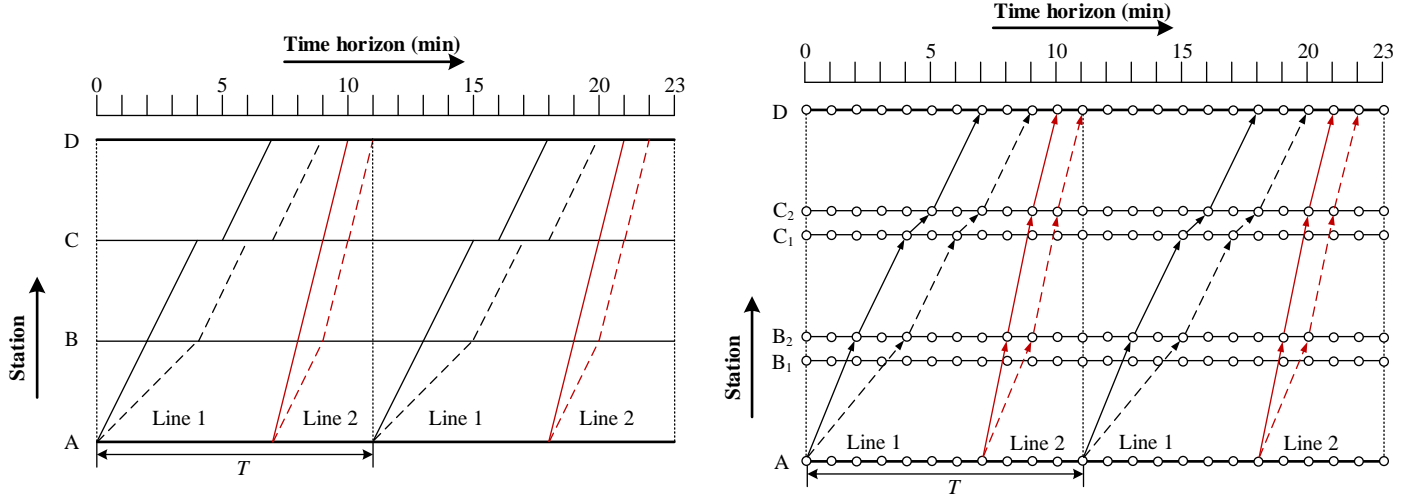 Time horizon (min)
0 5 10 15 20 23
D
C
B
A
Station
Line 1 Line 2 Line 1 Line 2
T
Time horizon (min)
0 5 10 15 20 23
D
C₂
C₁
B₂
B₁
A
Station
Line 1 Line 2 Line 1 Line 2
T